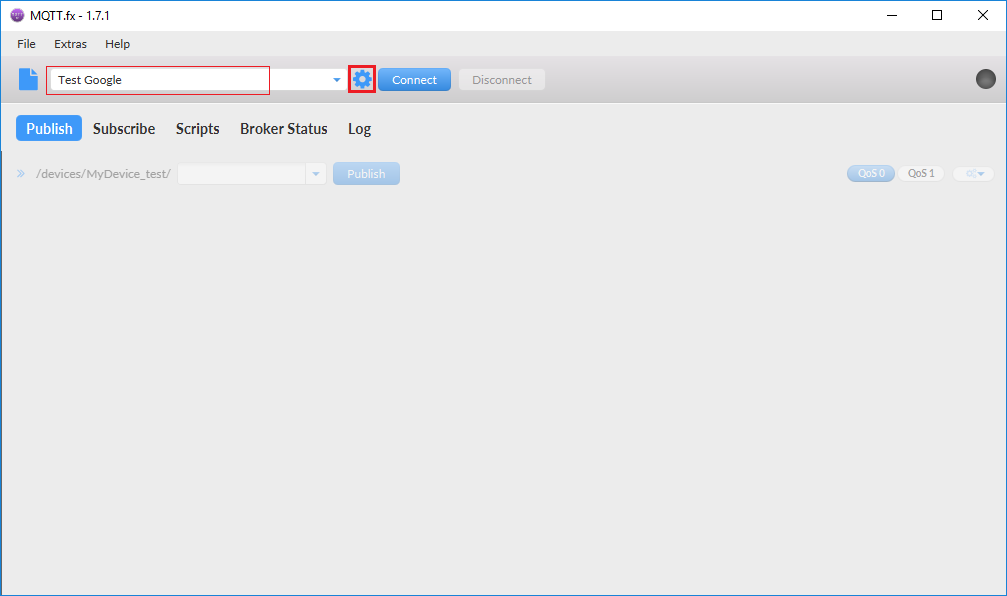 MQTT.fx - 1.7.1
File Extras Help
Test Google Connect Disconnect
Publish Subscribe Scripts Broker Status Log
/devices/MyDevice_test/ Publish QoS 0 QoS 1